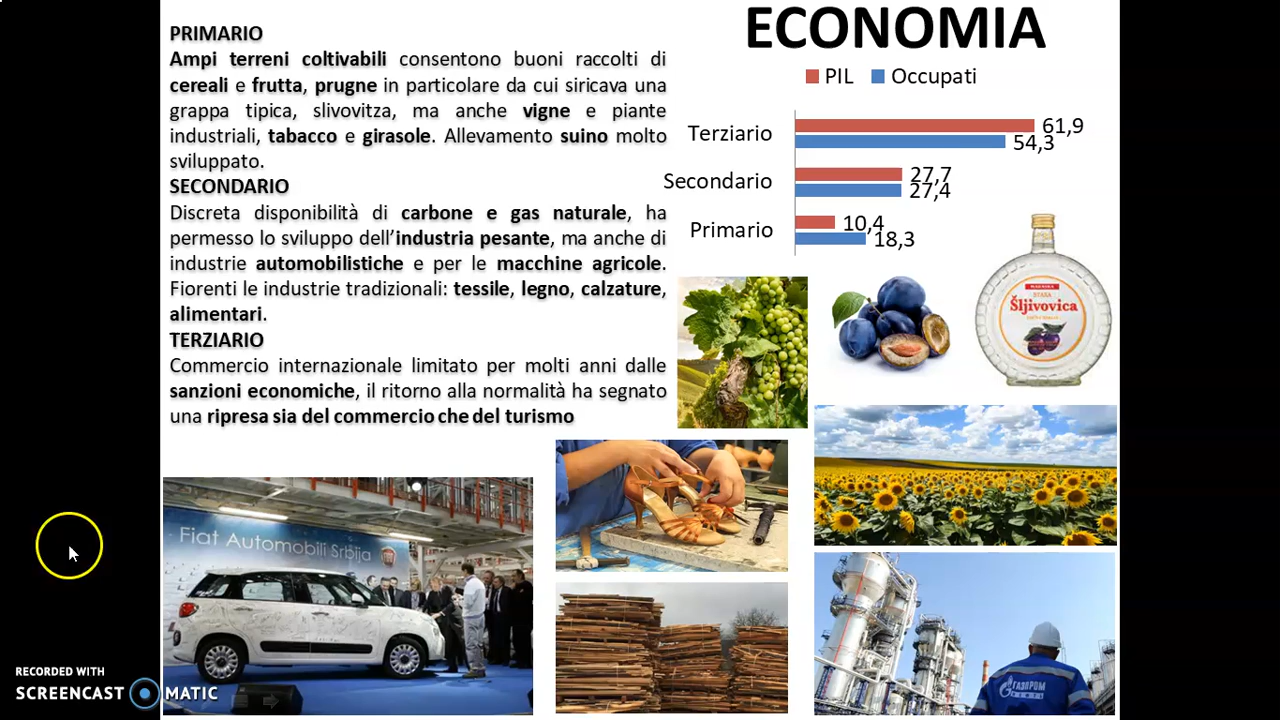 PRIMARIO
Ampi terreni coltivabili consentono buoni raccolti di
cereali e frutta, prugne in particolare da cui siricava una
grappa tipica, slivovitza, ma anche vigne e piante
industriali, tabacco e girasole. Allevamento suino molto
sviluppato.
SECONDARIO
Discreta disponibilità di carbone e gas naturale, ha
permesso lo sviluppo dell'industria pesante, ma anche di
industrie automobilistiche e per le macchine agricole.
Fiorenti le industrie tradizionali: tessile, legno, calzature,
alimentari.
TERZIARIO
Commercio internazionale limitato per molti anni dalle
sanzioni economiche, il ritorno alla normalità ha segnato
una ripresa sia del commercio che del turismo
ECONOMIA
PIL Occupati
Terziario 61,9
54,3
Secondario 27,7
27,4
Primario 10,4
18,3
STARA
Šljivovica
Fiat Automobili Srbija
ГАЗПРОМ
RECORDED WITH
SCREENCAST MATIC